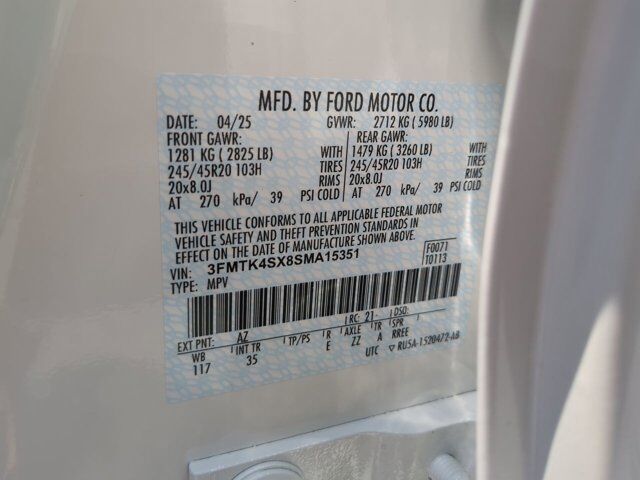 MFD. BY FORD MOTOR CO.
DATE: 04/25 GVWR: 2712 KG ( 5980 LB)
FRONT GAWR: REAR GAWR:
1281 KG ( 2825 LB) WITH 1479 KG ( 3260 LB) WITH
245/45R20 103H TIRES 245/45R20 103H TIRES
20x8.0J RIMS 20x8.0J RIMS
AT 270 kPa/ 39 PSI COLD AT 270 kPa/ 39 PSI COLD
THIS VEHICLE CONFORMS TO ALL APPLICABLE FEDERAL MOTOR
VEHICLE SAFETY AND THEFT PREVENTION STANDARDS IN
EFFECT ON THE DATE OF MANUFACTURE SHOWN ABOVE.
VIN: 3FMTK4SX8SMA15351 F0071
TYPE: MPV T0113
RC: 21- DSO:
EXT PNT: AZ
WB INT TR TP/PS R AXLE TR SPR
117 35 E ZZ A RREE
UTC ▽ RU5A-1520472-AB